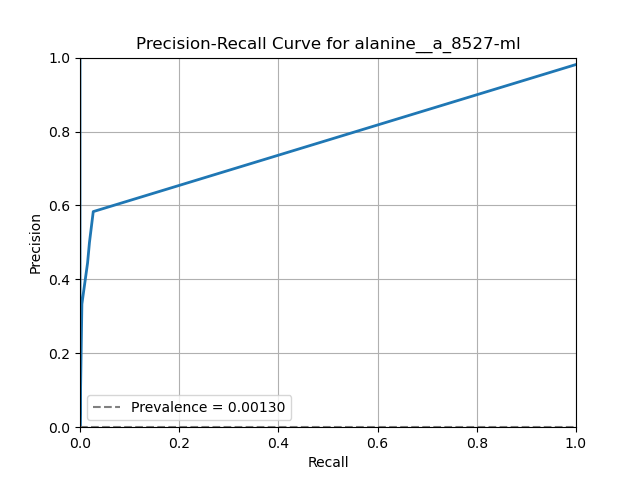 Precision-Recall Curve for alanine__a_8527-ml
1.0
0.8
0.6
0.4
0.2
0.0
Precision
Prevalence = 0.00130
0.0 0.2 0.4 0.6 0.8 1.0
Recall